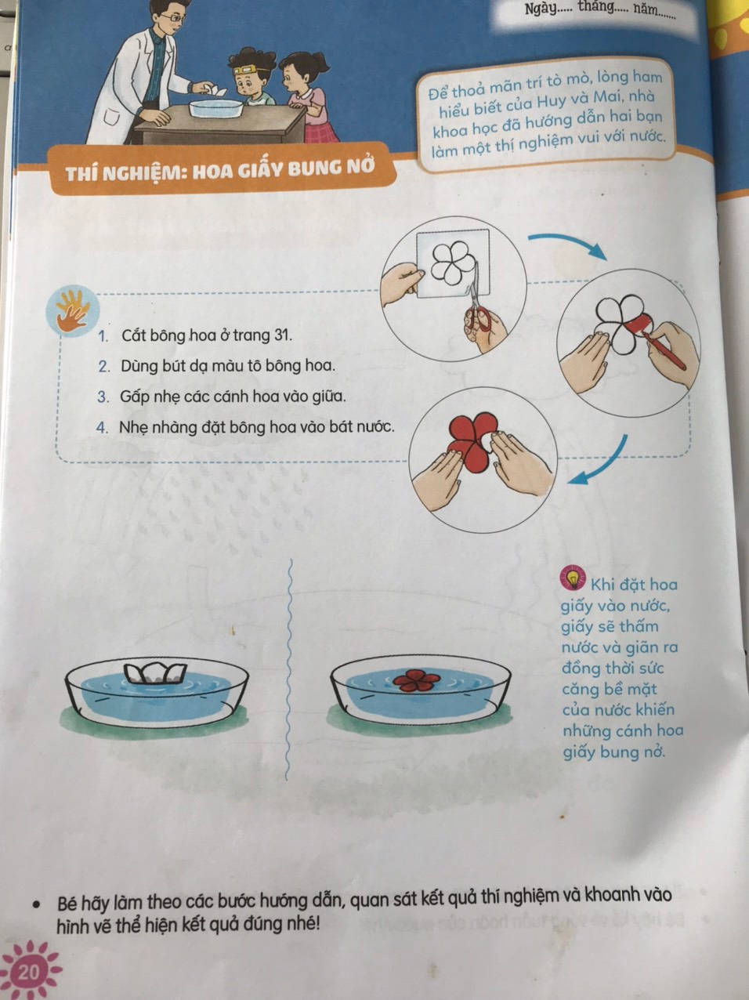 Ngày..... tháng..... năm.......
Để thoả mãn trí tò mò, lòng ham
hiểu biết của Huy và Mai, nhà
khoa học đã hướng dẫn hai bạn
làm một thị nghiệm vui với nước.
THÍ NGHIỆM: HOA GIẤY BUNG NỞ
1. Cắt bông hoa ở trang 31.
2. Dùng bút dạ màu tô bông hoa.
3. Gấp nhẹ các cánh hoa vào giữa.
4. Nhẹ nhàng đặt bông hoa vào bát nước.
Khi đặt hoa
giấy vào nước,
giấy sẽ thấm
nước và giãn ra
đồng thời sức
căng bề mặt
của nước khiến
những cánh hoa
giấy bung nở.
• Bé hãy làm theo các bước hướng dẫn, quan sát kết quả thí nghiệm và khoanh vào
hình vẽ thể hiện kết quả đúng nhé!
20